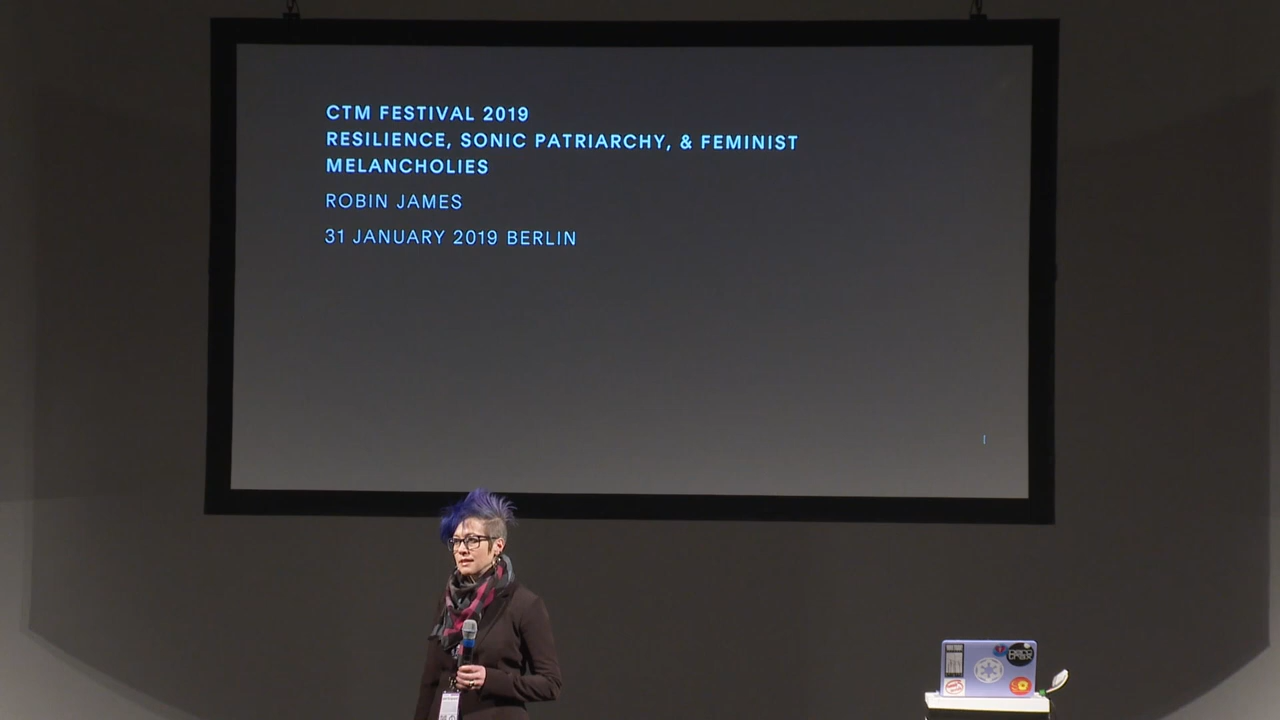 CTM FESTIVAL 2019
RESILIENCE, SONIC PATRIARCHY, & FEMINIST
MELANCHOLIES
ROBIN JAMES
31 JANUARY 2019 BERLIN